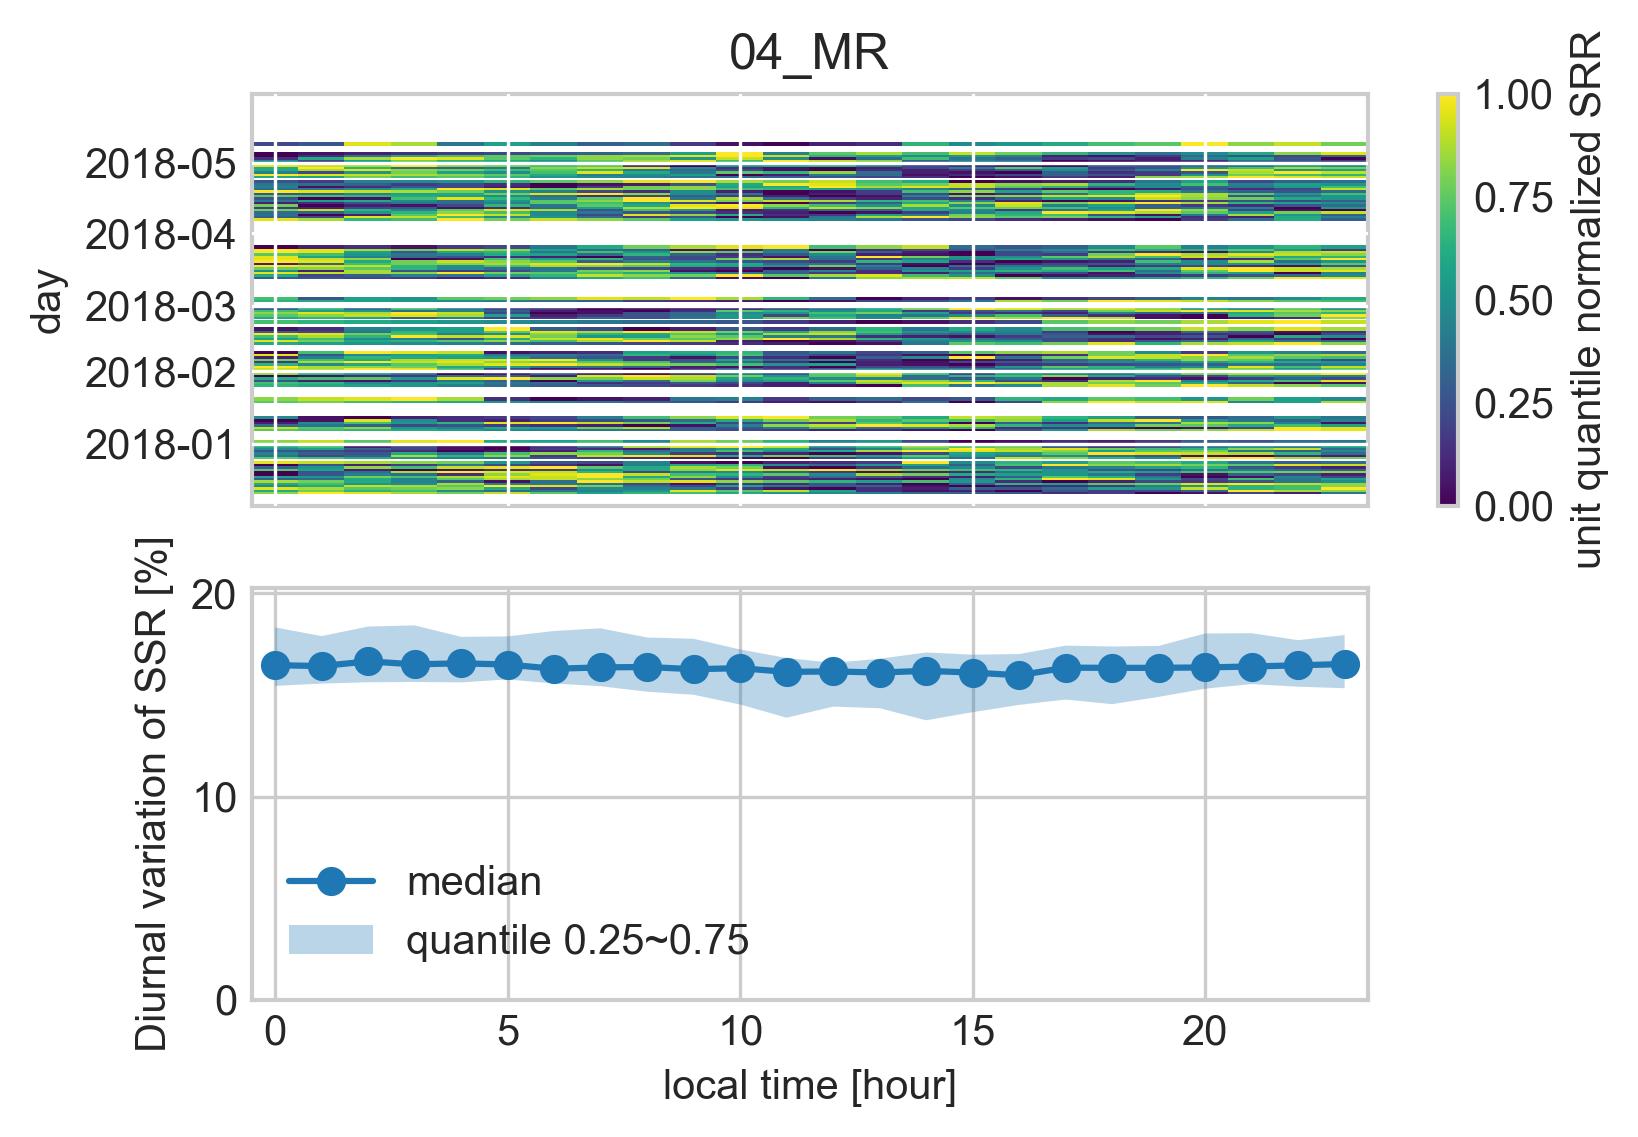 04_MR
day
2018-05
2018-04
2018-03
2018-02
2018-01
1.00
0.75
0.50
0.25
0.00
unit quantile normalized SRR
Diurnal variation of SSR [%]
20
10
0
median
quantile 0.25~0.75
0 5 10 15 20
local time [hour]